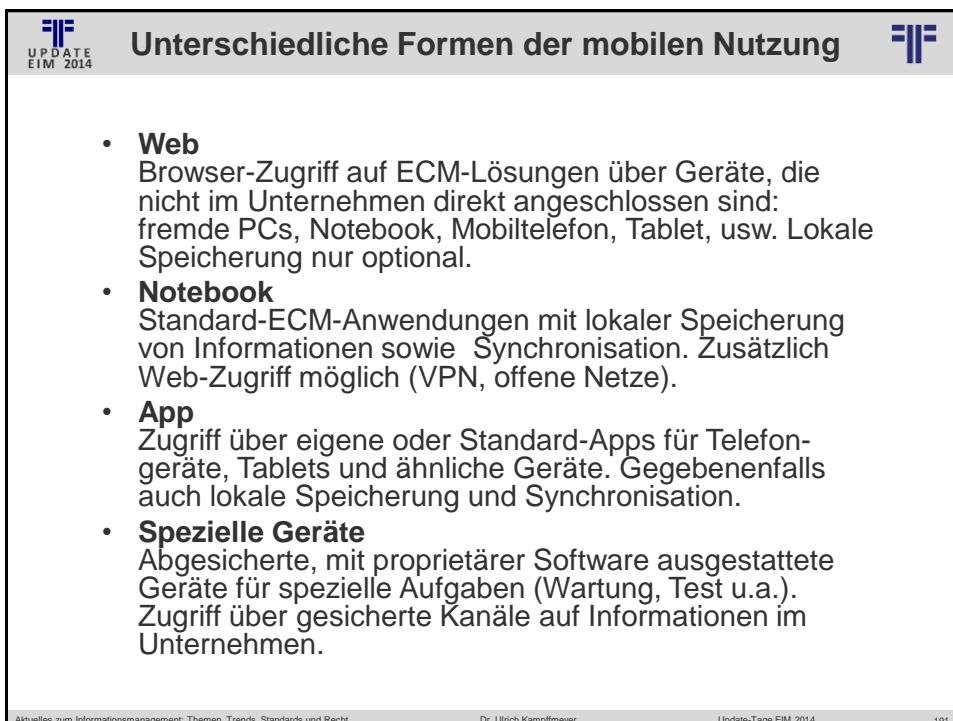 UPDATE
EIM 2014
Unterschiedliche Formen der mobilen Nutzung
• Web
Browser-Zugriff auf ECM-Lösungen über Geräte, die
nicht im Unternehmen direkt angeschlossen sind:
fremde PCs, Notebook, Mobiltelefon, Tablet, usw. Lokale
Speicherung nur optional.
• Notebook
Standard-ECM-Anwendungen mit lokaler Speicherung
von Informationen sowie Synchronisation. Zusätzlich
Web-Zugriff möglich (VPN, offene Netze).
• App
Zugriff über eigene oder Standard-Apps für Telefon-
geräte, Tablets und ähnliche Geräte. Gegebenenfalls
auch lokale Speicherung und Synchronisation.
• Spezielle Geräte
Abgesicherte, mit proprietärer Software ausgestattete
Geräte für spezielle Aufgaben (Wartung, Test u.a.).
Zugriff über gesicherte Kanäle auf Informationen im
Unternehmen.
Aktuelles zum Informationsmanagement: Themen, Trends, Standards und Recht Dr. Ulrich Kampffmeyer Update-Tage EIM 2014 191